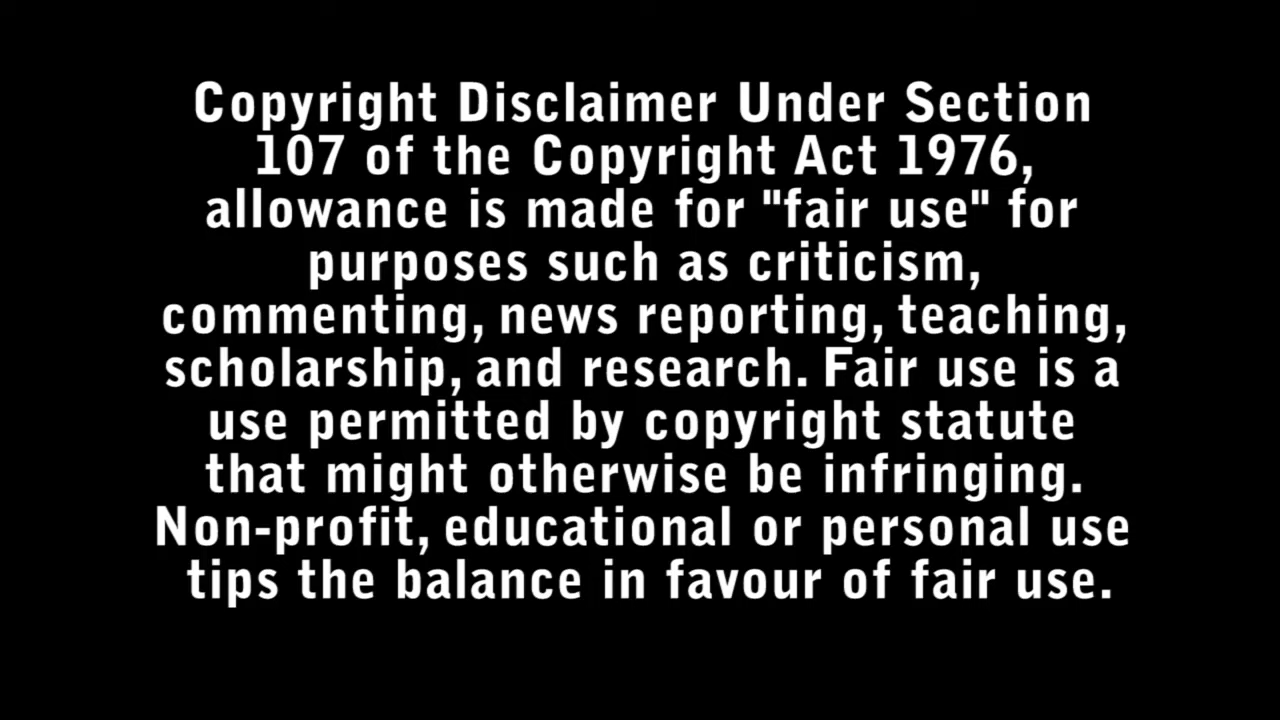 Copyright Disclaimer Under Section
107 of the Copyright Act 1976,
allowance is made for "fair use" for
purposes such as criticism,
commenting, news reporting, teaching,
scholarship, and research. Fair use is a
use permitted by copyright statute
that might otherwise be infringing.
Non-profit, educational or personal use
tips the balance in favour of fair use.